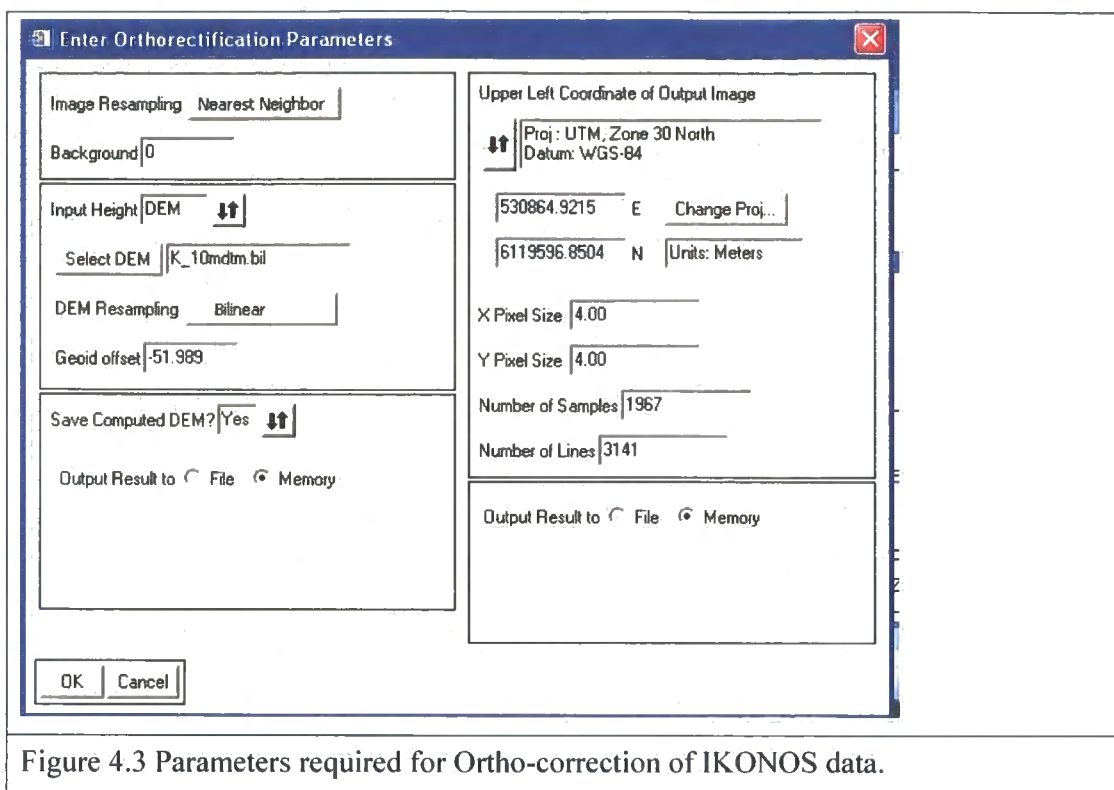 Enter Orthorectification Parameters
Image Resampling Nearest Neighbor
Background 0
Input Height DEM
Select DEM K_10mdtm.bil
DEM Resampling Bilinear
Geoid offset -51.989
Save Computed DEM? Yes
Output Result to File Memory
Upper Left Coordinate of Output Image
Proj : UTM, Zone 30 North
Datum: WGS-84
530864.9215 E Change Proj...
6119596.8504 N Units: Meters
X Pixel Size 4.00
Y Pixel Size 4.00
Number of Samples 1967
Number of Lines 3141
Output Result to File Memory
OK Cancel
Figure 4.3 Parameters required for Ortho-correction of IKONOS data.